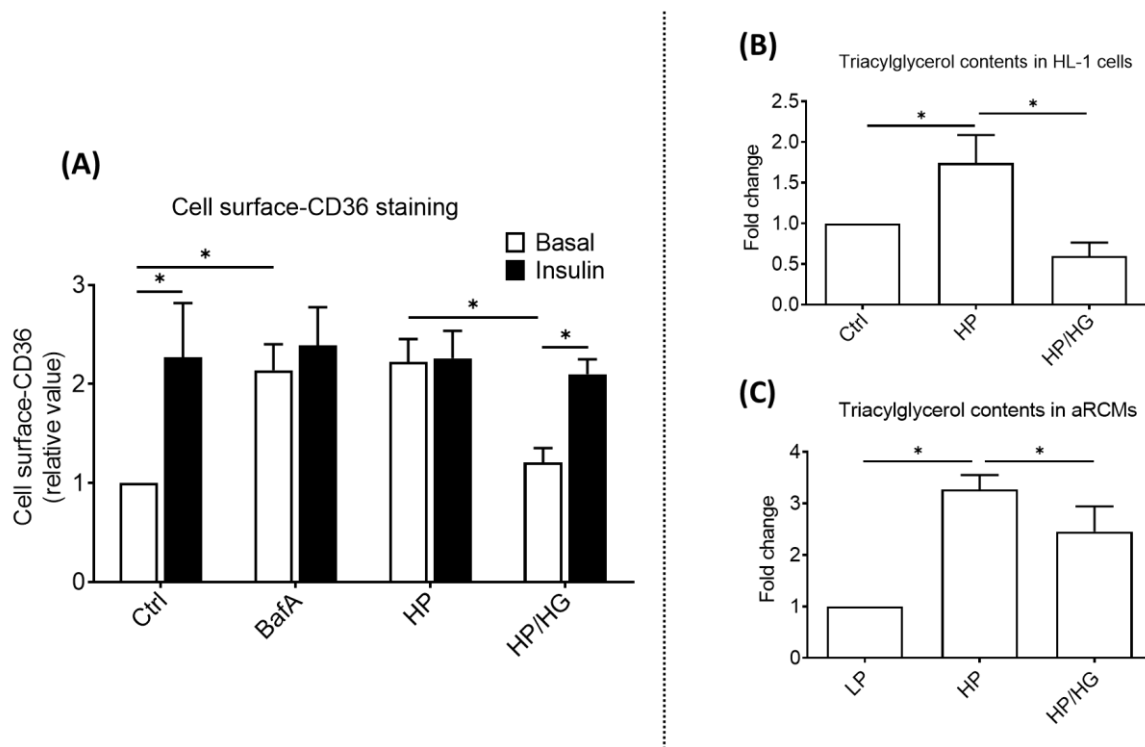 (A)
Cell surface-CD36 staining
Basal
Insulin
*
*
*
*
Cell surface-CD36
(relative value)
3
2
1
0
Ctrl
BafA
HP
HP/HG
(B)
Triacylglycerol contents in HL-1 cells
*
*
Fold change
2.5
2.0
1.5
1.0
0.5
0.0
Ctrl
HP
HP/HG
(C)
Triacylglycerol contents in aRCMs
*
*
Fold change
4
3
2
1
0
LP
HP
HP/HG